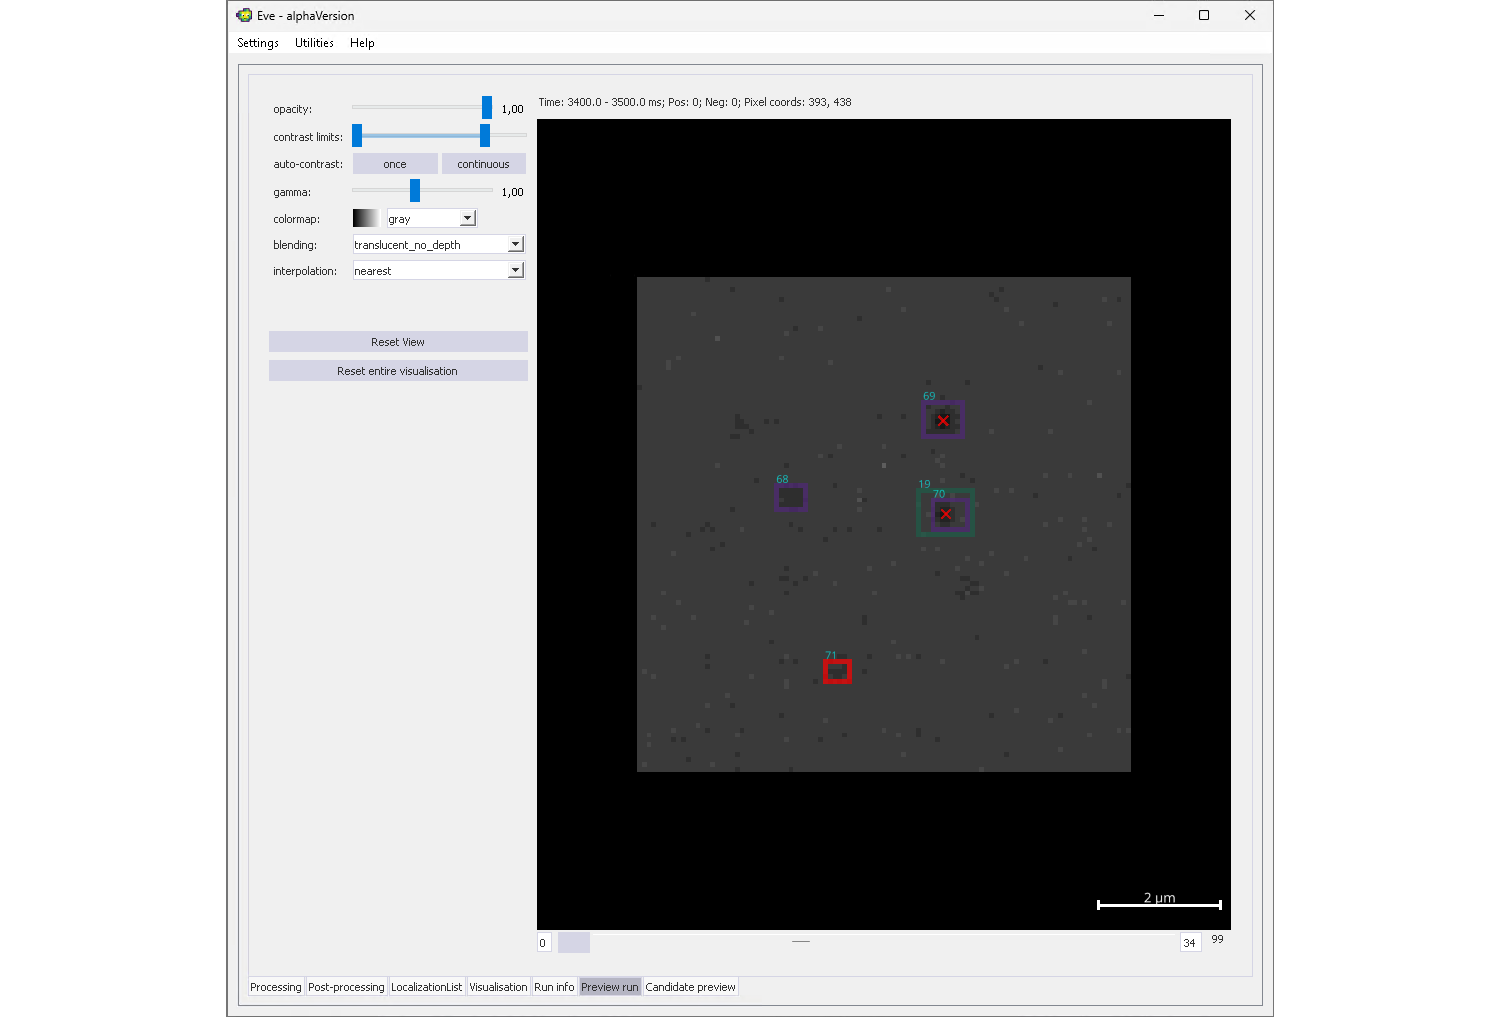 Eve - alphaVersion
Settings Utilities Help
opacity: 1,00
contrast limits:
auto-contrast: once continuous
gamma: 1,00
colormap: gray
blending: translucent_no_depth
interpolation: nearest
Reset View
Reset entire visualisation
Time: 3400.0 - 3500.0 ms; Pos: 0; Neg: 0; Pixel coords: 393, 438
69
68
19
70
71
2 µm
0 34 99
Processing Post-processing LocalizationList Visualisation Run info Preview run Candidate preview